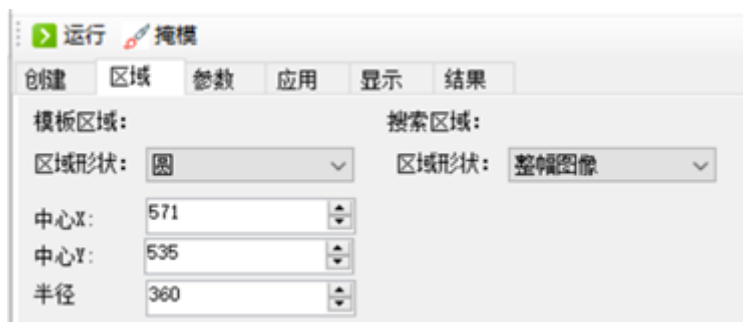 运行 掩模
创建 区域 参数 应用 显示 结果
模板区域: 搜索区域:
区域形状: 圆 区域形状: 整幅图像
中心X: 571
中心Y: 535
半径 360